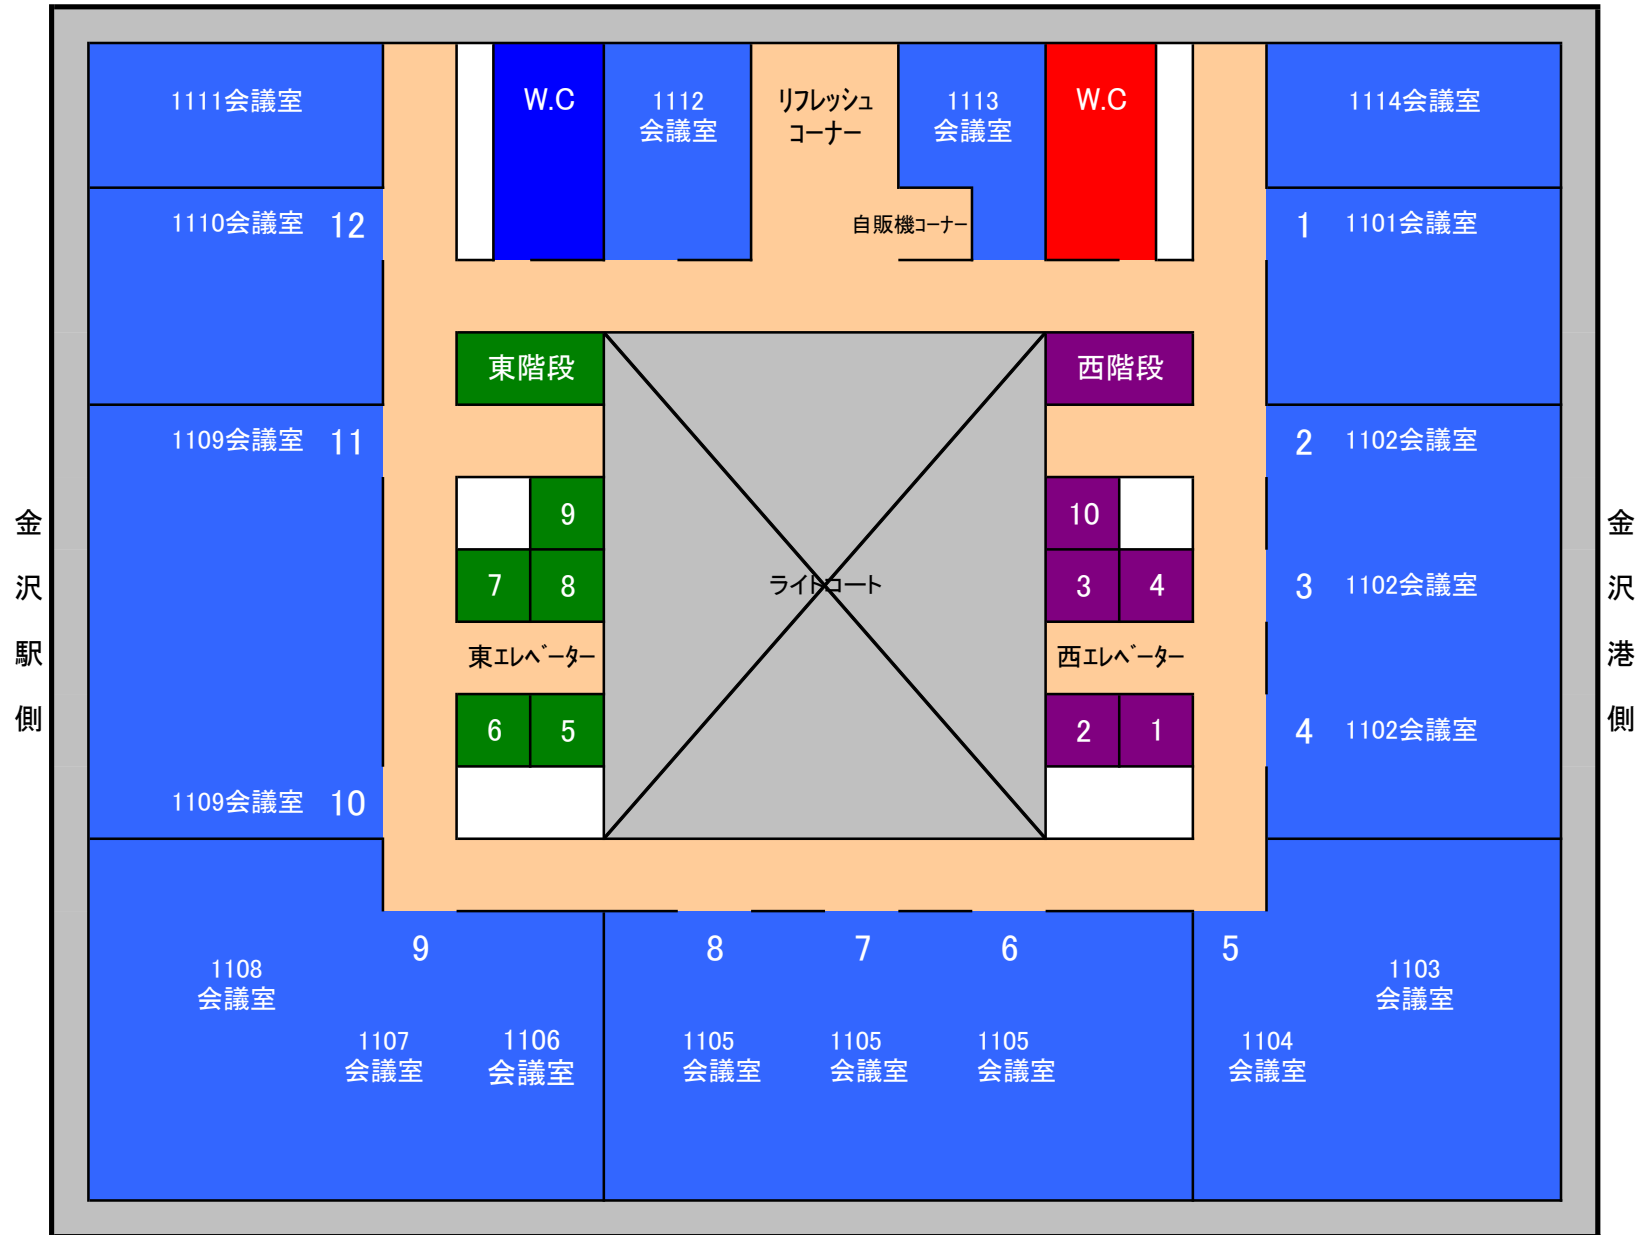 1111会議室
W.C
1112
会議室
リフレッシュ
コーナー
1113
会議室
W.C
1114会議室
1110会議室 12
自販機コーナー
1 1101会議室
東階段
西階段
1109会議室 11
2 1102会議室
9
10
7 8
ライトコート
3 4
3 1102会議室
東エレベーター
西エレベーター
6 5
2 1
4 1102会議室
1109会議室 10
金
沢
駅
側
金
沢
港
側
9
8
7
6
5
1108
会議室
1103
会議室
1107
会議室
1106
会議室
1105
会議室
1105
会議室
1105
会議室
1104
会議室